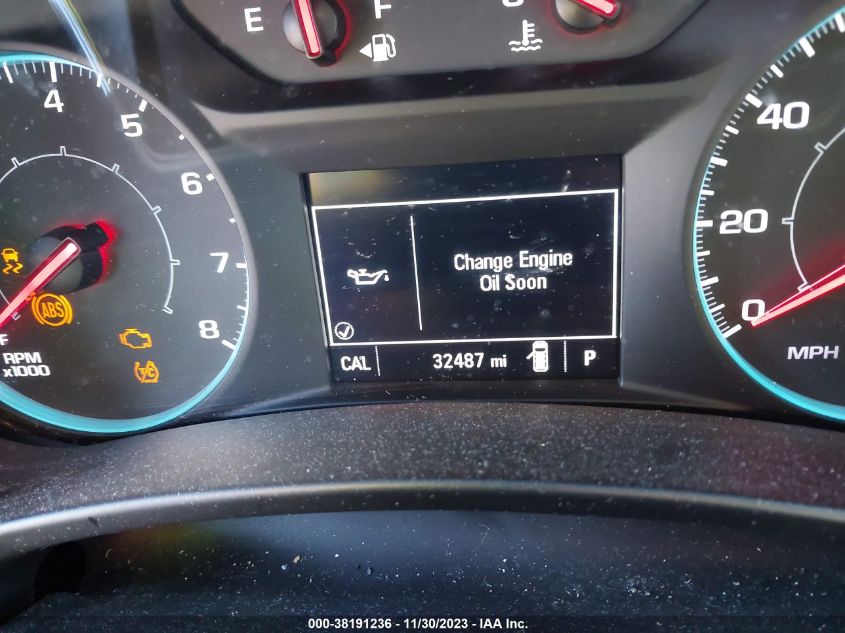 E
F
4
5
6
7
8
ABS
RPM
x1000
Change Engine
Oil Soon
CAL
32487 mi
P
40
20
0
MPH
000-38191236 - 11/30/2023 - IAA Inc.